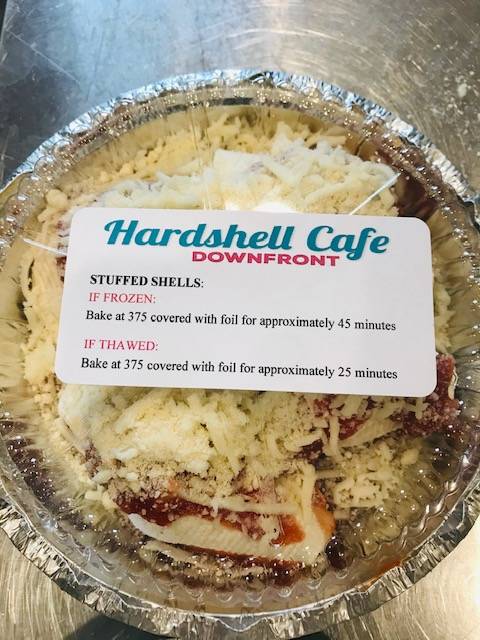 Hardshell Cafe
DOWNFRONT
STUFFED SHELLS:
IF FROZEN:
Bake at 375 covered with foil for approximately 45 minutes
IF THAWED:
Bake at 375 covered with foil for approximately 25 minutes